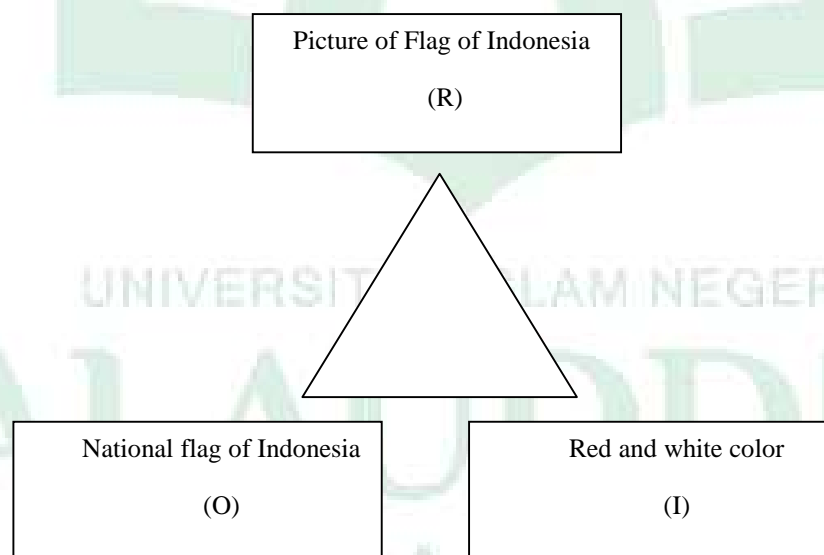 Picture of Flag of Indonesia
(R)
UNIVERSIT LAM NEGER
National flag of Indonesia
(O)
Red and white color
(I)